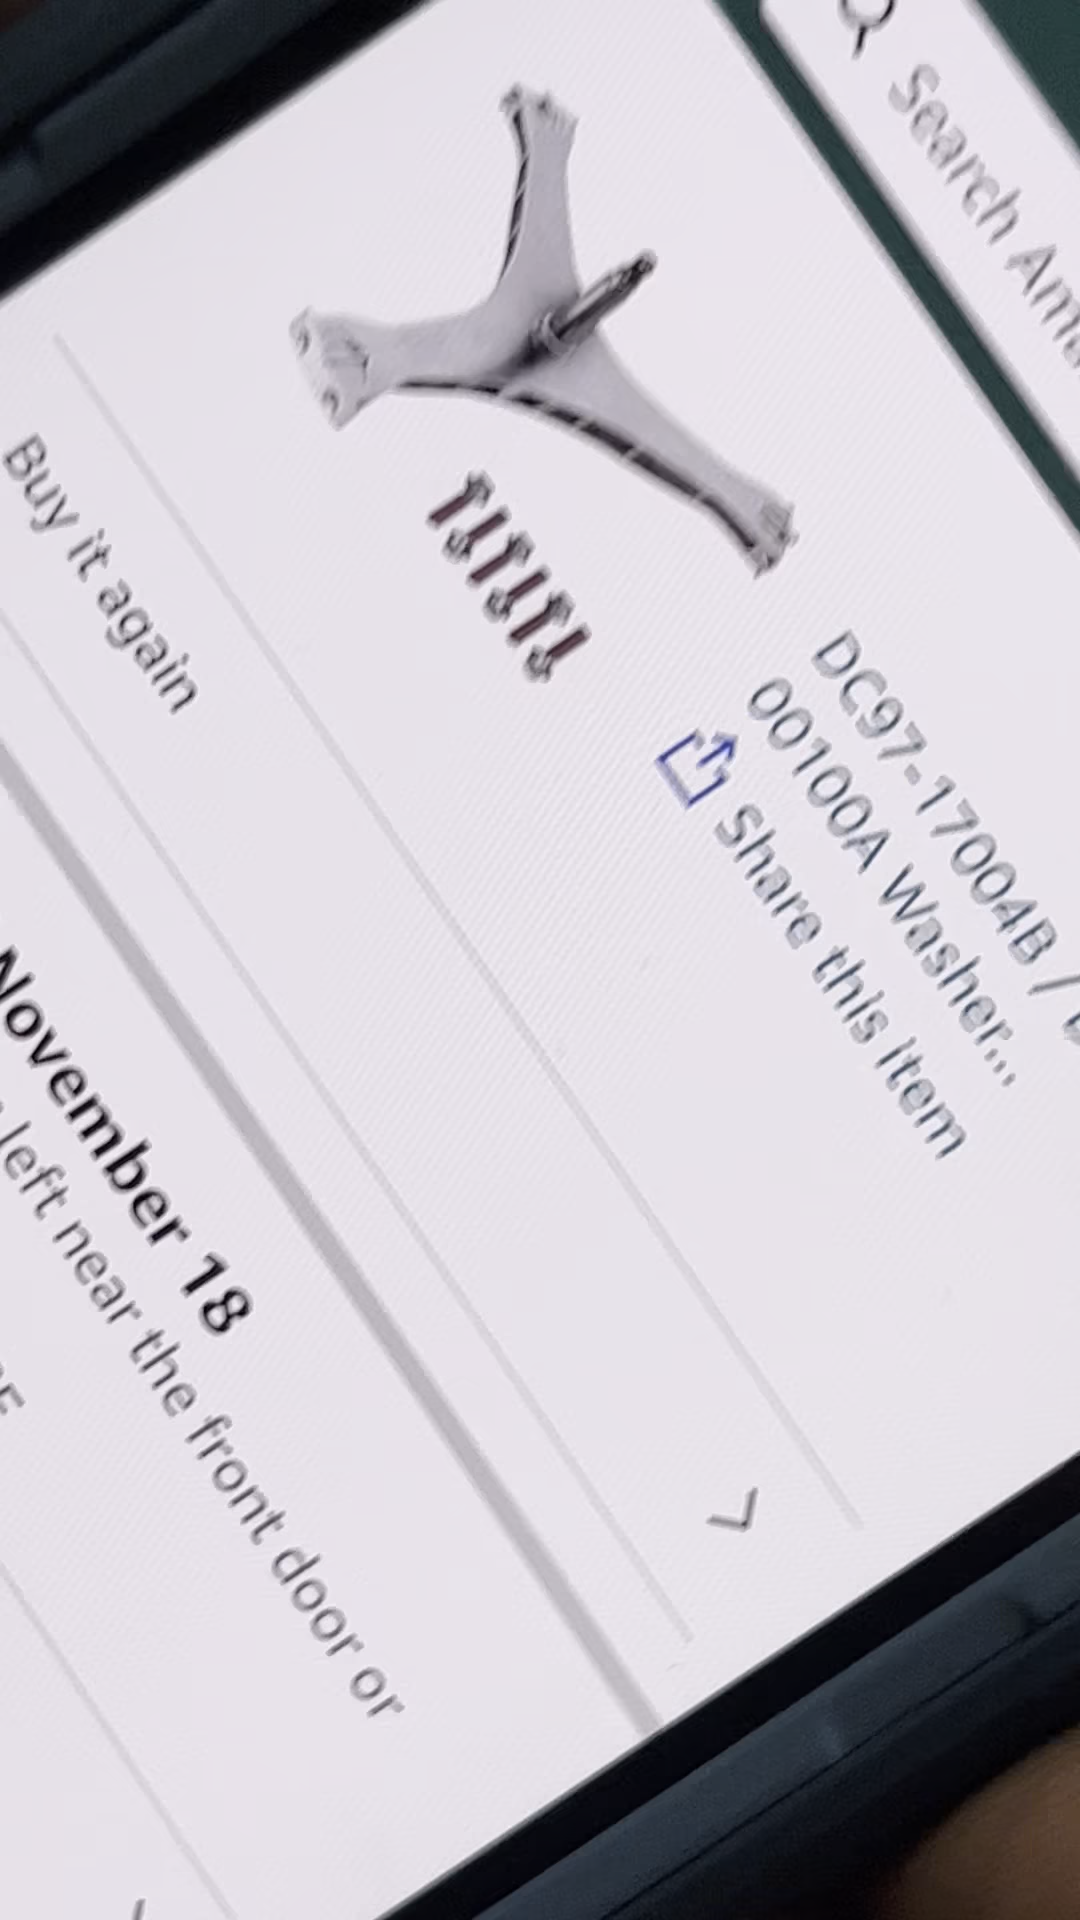 Search
DC97-17004B /
00100A Washer...
Share this item
Buy it again
November 18
left near the front door or